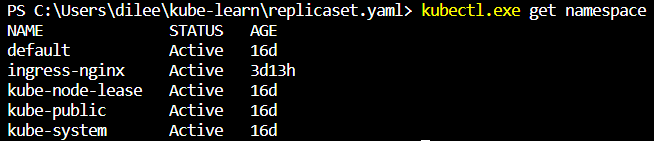 PS C:\Users\dilee\kube-learn\replicaset.yaml> kubectl.exe get namespace
NAME STATUS AGE
default Active 16d
ingress-nginx Active 3d13h
kube-node-lease Active 16d
kube-public Active 16d
kube-system Active 16d